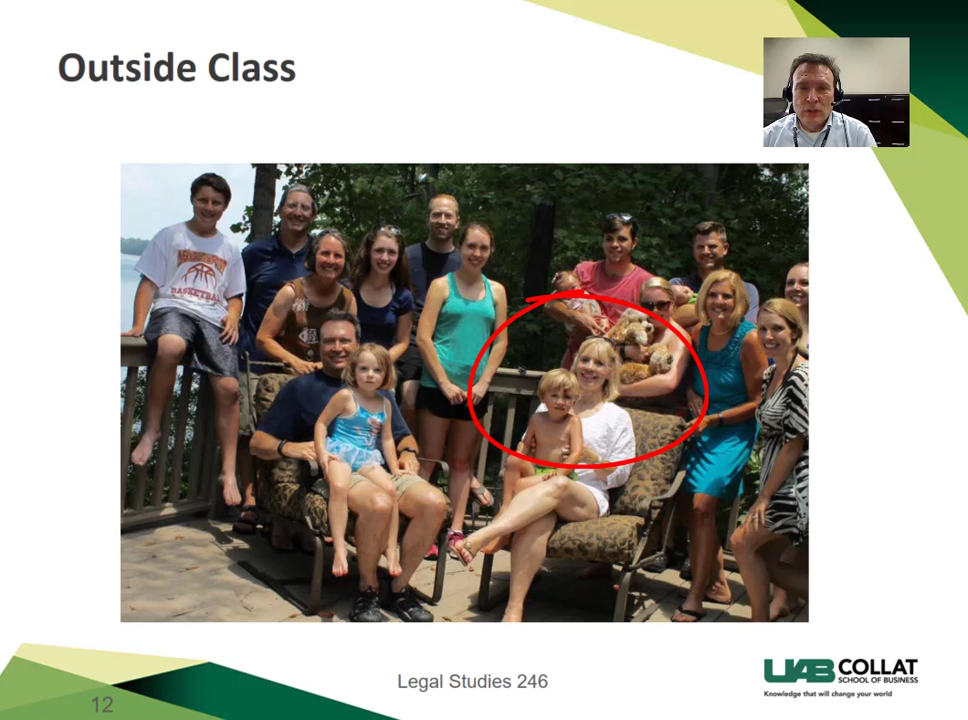 Outside Class
BASKETBALL
Legal Studies 246
UAB COLLAT
SCHOOL OF BUSINESS
Knowledge that will change your world
12